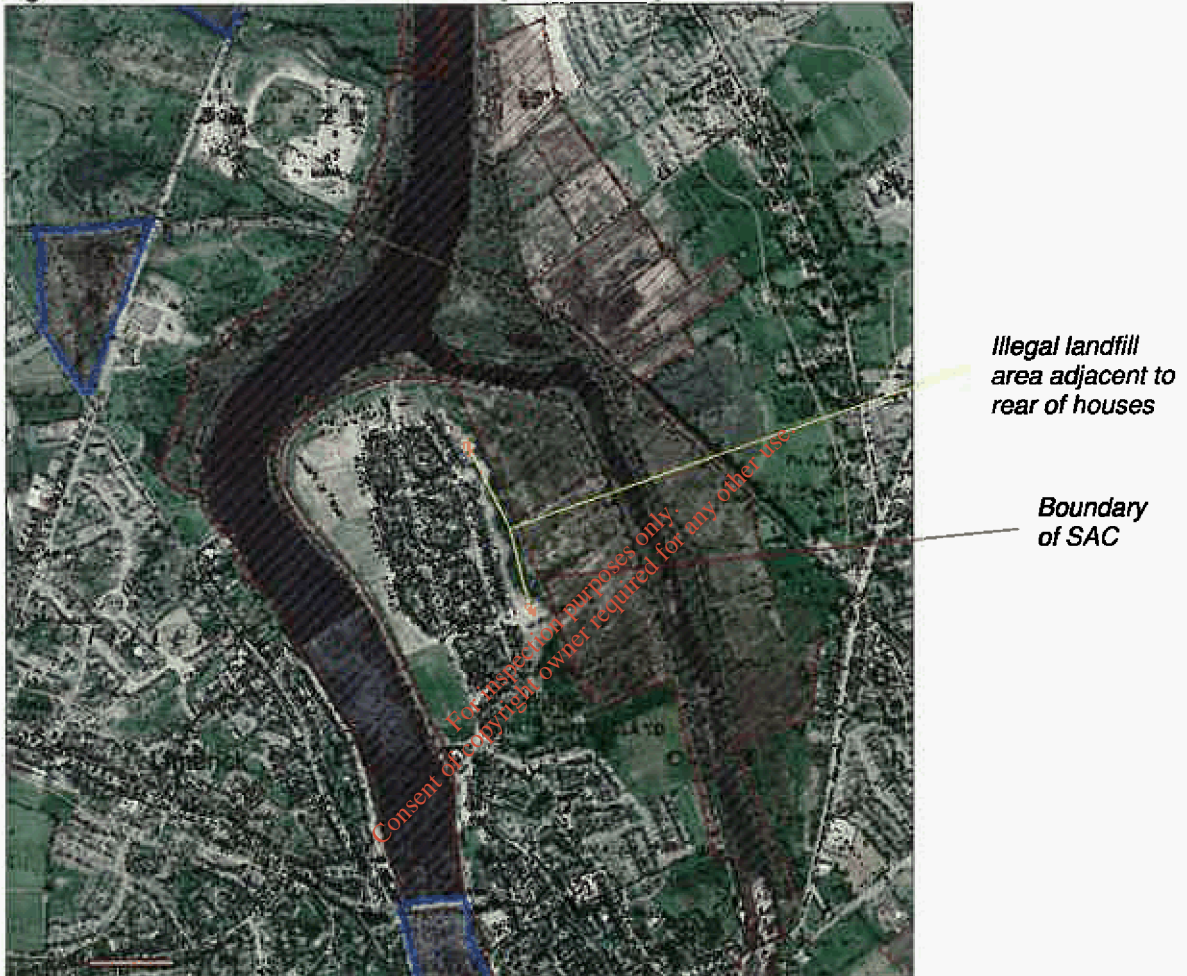 Illegal landfill
area adjacent to
rear of houses
Boundary
of SAC
For inspection purposes only.
Consent of copyright owner required for any other use.
Limerick